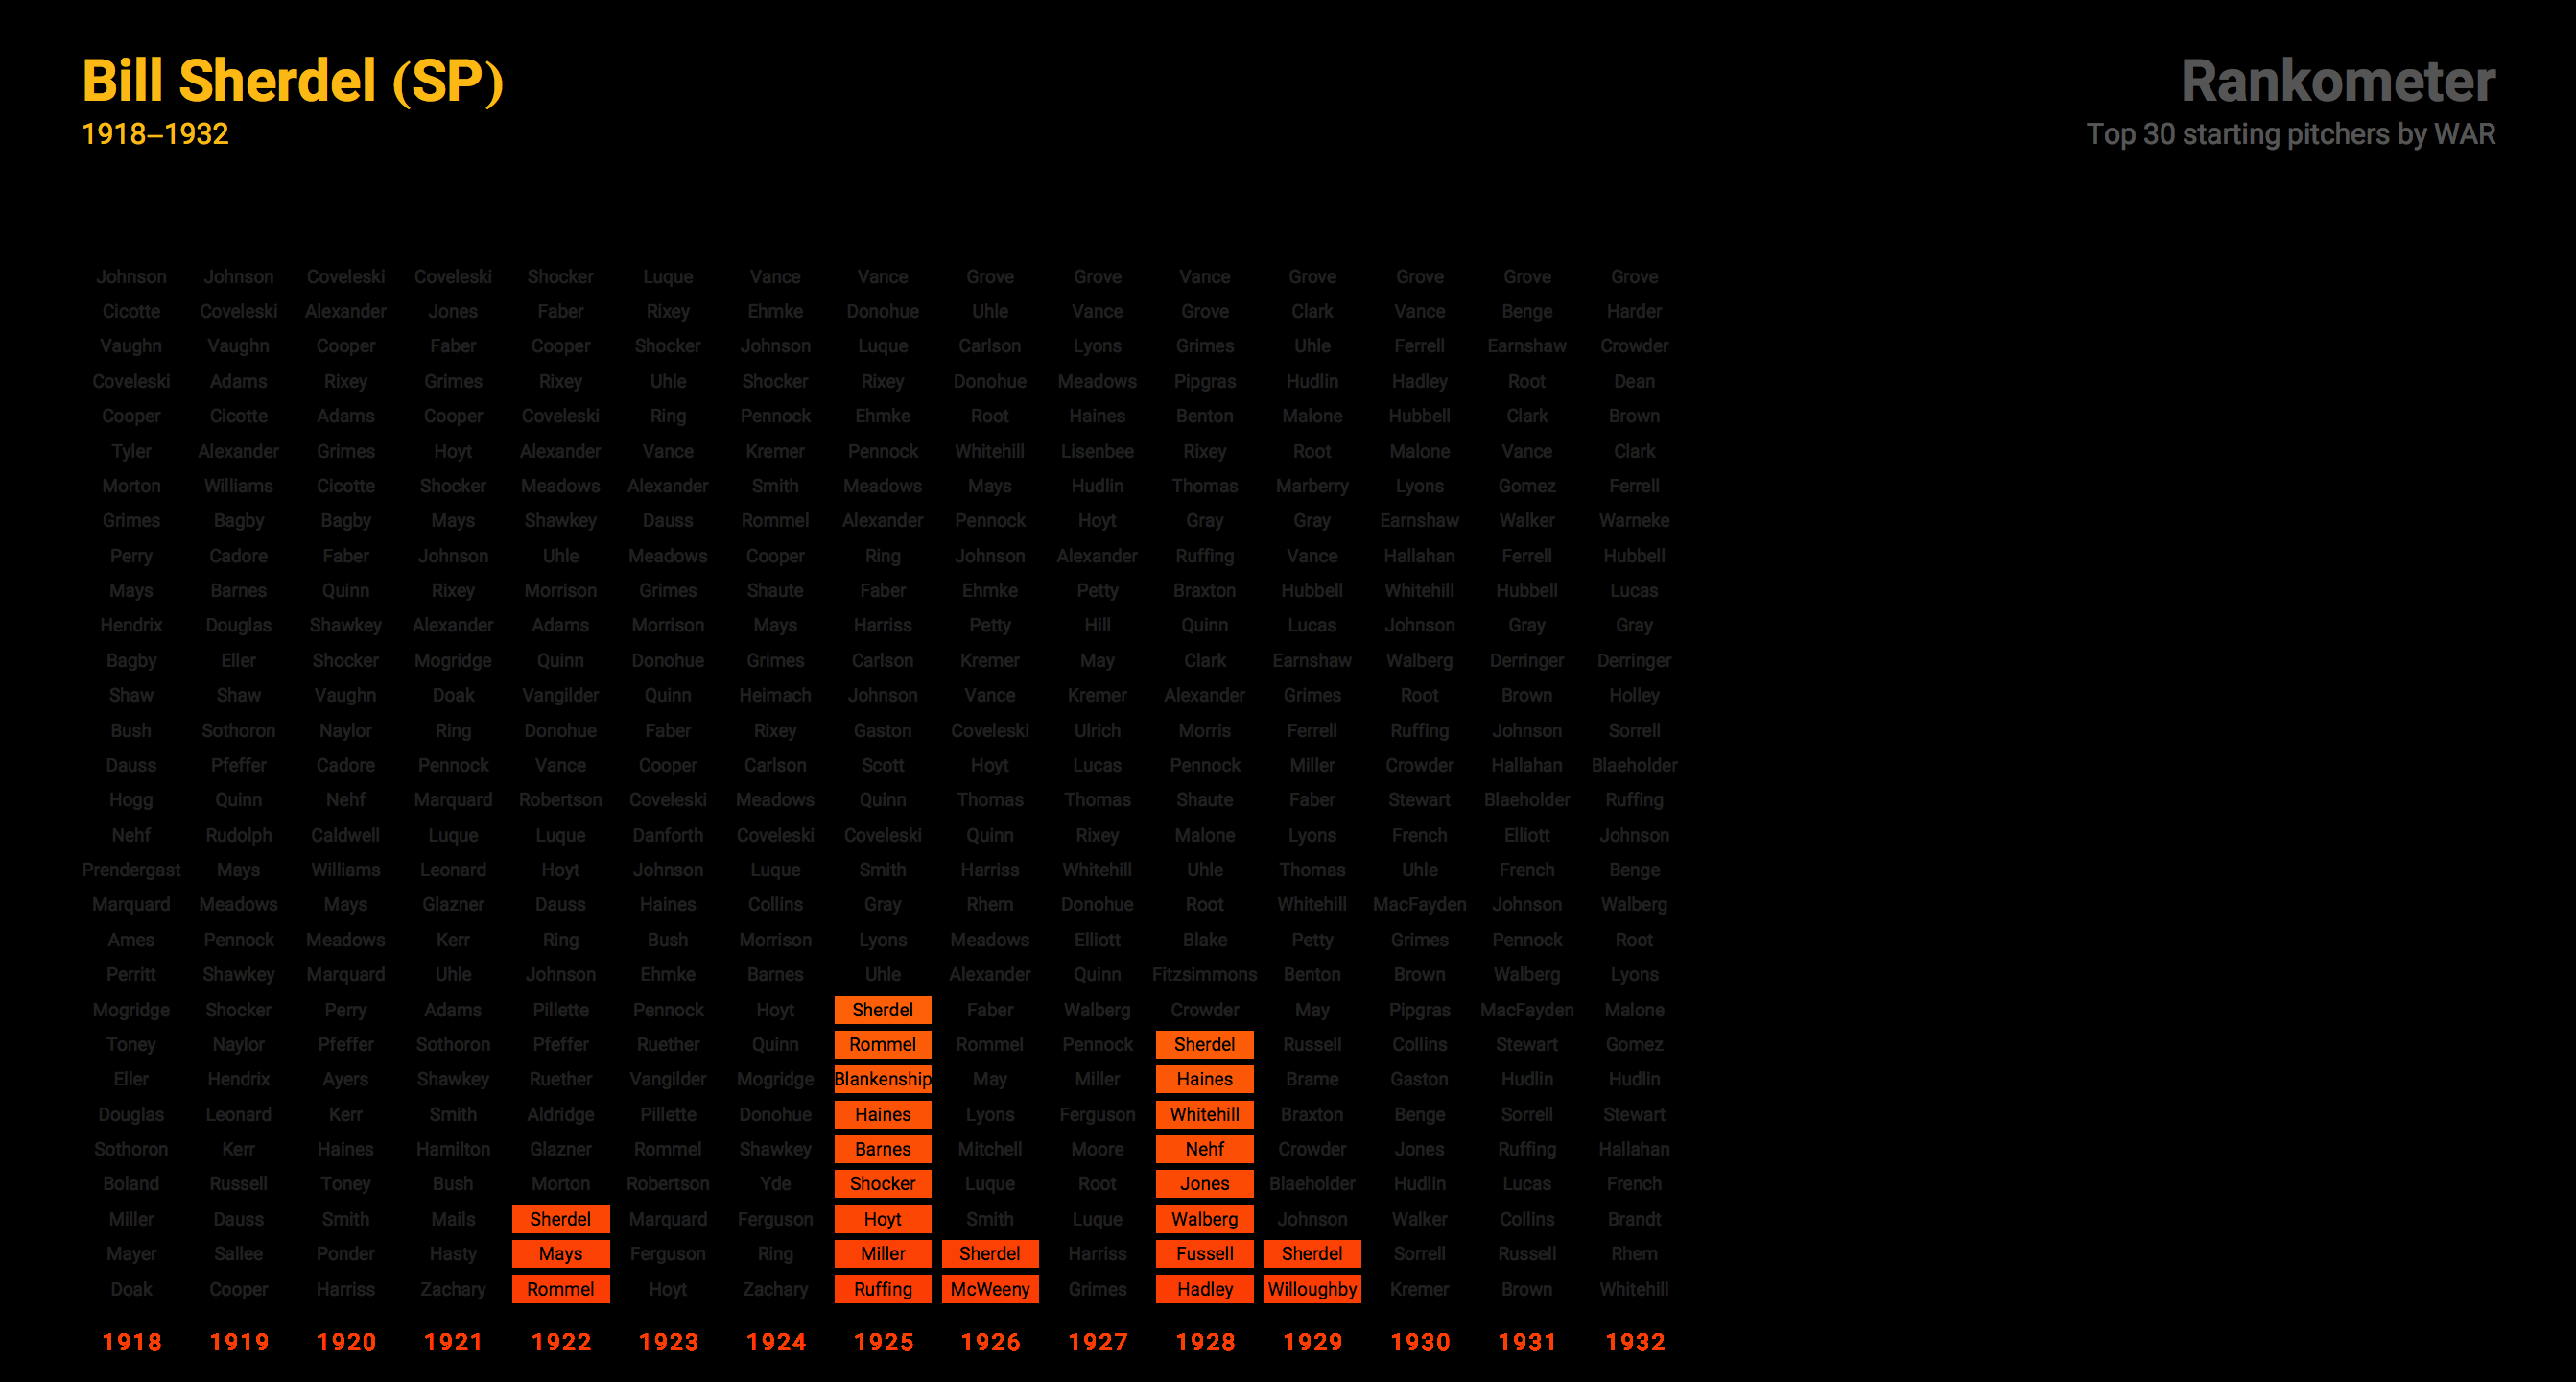 Bill Sherdel (SP)
1918–1932
Rankometer
Top 30 starting pitchers by WAR
Johnson Johnson Coveleski Coveleski Shocker Luque Vance Vance Grove Grove Vance Grove Grove Grove Grove
Cicotte Coveleski Alexander Jones Faber Rixey Ehmke Donohue Uhle Vance Grove Clark Vance Benge Harder
Vaughn Vaughn Cooper Faber Cooper Shocker Johnson Luque Carlson Lyons Grimes Uhle Ferrell Earnshaw Crowder
Coveleski Adams Rixey Grimes Rixey Uhle Shocker Rixey Donohue Meadows Pipgras Hudlin Hadley Root Dean
Cooper Cicotte Adams Cooper Coveleski Ring Pennock Ehmke Root Haines Benton Malone Hubbell Clark Brown
Tyler Alexander Grimes Hoyt Alexander Vance Kremer Pennock Whitehill Lisenbee Rixey Root Malone Vance Clark
Morton Williams Cicotte Shocker Meadows Alexander Smith Meadows Mays Hudlin Thomas Marberry Lyons Gomez Ferrell
Grimes Bagby Bagby Mays Shawkey Dauss Rommel Alexander Pennock Hoyt Gray Gray Earnshaw Walker Warneke
Perry Cadore Faber Johnson Uhle Meadows Cooper Ring Johnson Alexander Ruffing Vance Hallahan Ferrell Hubbell
Mays Barnes Quinn Rixey Morrison Grimes Shaute Faber Ehmke Petty Braxton Hubbell Whitehill Hubbell Lucas
Hendrix Douglas Shawkey Alexander Adams Morrison Mays Harriss Petty Hill Quinn Lucas Johnson Gray Gray
Bagby Eller Shocker Mogridge Quinn Donohue Grimes Carlson Kremer May Clark Earnshaw Walberg Derringer Derringer
Shaw Shaw Vaughn Doak Vangilder Quinn Heimach Johnson Vance Kremer Alexander Grimes Root Brown Holley
Bush Sothoron Naylor Ring Donohue Faber Rixey Gaston Coveleski Ulrich Morris Ferrell Ruffing Johnson Sorrell
Dauss Pfeffer Cadore Pennock Vance Cooper Carlson Scott Hoyt Lucas Pennock Miller Crowder Hallahan Blaeholder
Hogg Quinn Nehf Marquard Robertson Coveleski Meadows Quinn Thomas Thomas Shaute Faber Stewart Blaeholder Ruffing
Nehf Rudolph Caldwell Luque Luque Danforth Coveleski Coveleski Quinn Rixey Malone Lyons French Elliott Johnson
Prendergast Mays Williams Leonard Hoyt Johnson Luque Smith Harriss Whitehill Uhle Thomas Uhle French Benge
Marquard Meadows Mays Glazner Dauss Haines Collins Gray Rhem Donohue Root Whitehill MacFayden Johnson Walberg
Ames Pennock Meadows Kerr Ring Bush Morrison Lyons Meadows Elliott Blake Petty Grimes Pennock Root
Perritt Shawkey Marquard Uhle Johnson Ehmke Barnes Uhle Alexander Quinn Fitzsimmons Benton Brown Walberg Lyons
Mogridge Shocker Perry Adams Pillette Pennock Hoyt Sherdel Faber Walberg Crowder May Pipgras MacFayden Malone
Toney Naylor Pfeffer Sothoron Pfeffer Ruether Quinn Rommel Rommel Pennock Sherdel Russell Collins Stewart Gomez
Eller Hendrix Ayers Shawkey Ruether Vangilder Mogridge Blankenship May Miller Haines Brame Gaston Hudlin Hudlin
Douglas Leonard Kerr Smith Aldridge Pillette Donohue Haines Lyons Ferguson Whitehill Braxton Benge Sorrell Stewart
Sothoron Kerr Haines Hamilton Glazner Rommel Shawkey Barnes Mitchell Moore Nehf Crowder Jones Ruffing Hallahan
Boland Russell Toney Bush Morton Robertson Yde Shocker Luque Root Jones Blaeholder Hudlin Lucas French
Miller Dauss Smith Mails Sherdel Marquard Ferguson Hoyt Smith Luque Walberg Johnson Walker Collins Brandt
Mayer Sallee Ponder Hasty Mays Ferguson Ring Miller Sherdel Harriss Fussell Sherdel Sorrell Russell Rhem
Doak Cooper Harriss Zachary Rommel Hoyt Zachary Ruffing McWeeny Grimes Hadley Willoughby Kremer Brown Whitehill
1918 1919 1920 1921 1922 1923 1924 1925 1926 1927 1928 1929 1930 1931 1932